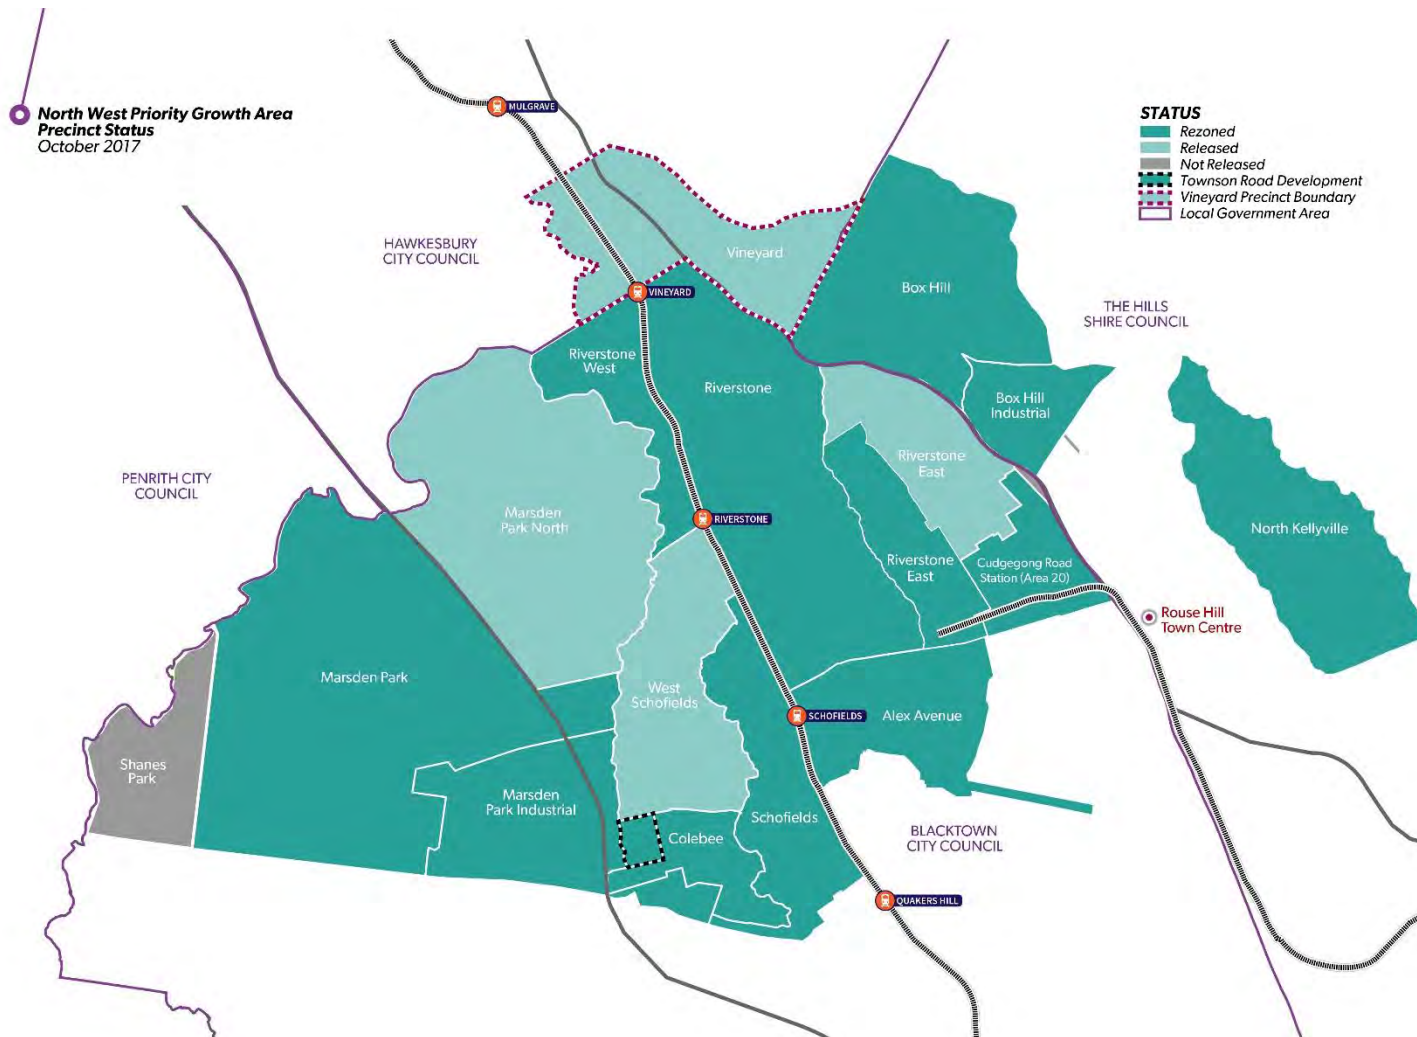 North West Priority Growth Area
Precinct Status
October 2017
STATUS
Rezoned
Released
Not Released
Townson Road Development
Vineyard Precinct Boundary
Local Government Area
MULGRAVE
HAWKESBURY
CITY COUNCIL
Vineyard
VINEYARD
Box Hill
THE HILLS
SHIRE COUNCIL
Riverstone
West
Riverstone
Box Hill
Industrial
Riverstone
East
PENRITH CITY
COUNCIL
Marsden
Park North
RIVERSTONE
North Kellyville
Riverstone
East
Cudgegong Road
Station (Area 20)
Rouse Hill
Town Centre
Marsden Park
West
Schofields
SCHOFIELDS
Alex Avenue
Shanes
Park
Marsden
Park Industrial
Colebee
Schofields
BLACKTOWN
CITY COUNCIL
QUAKERS HILL